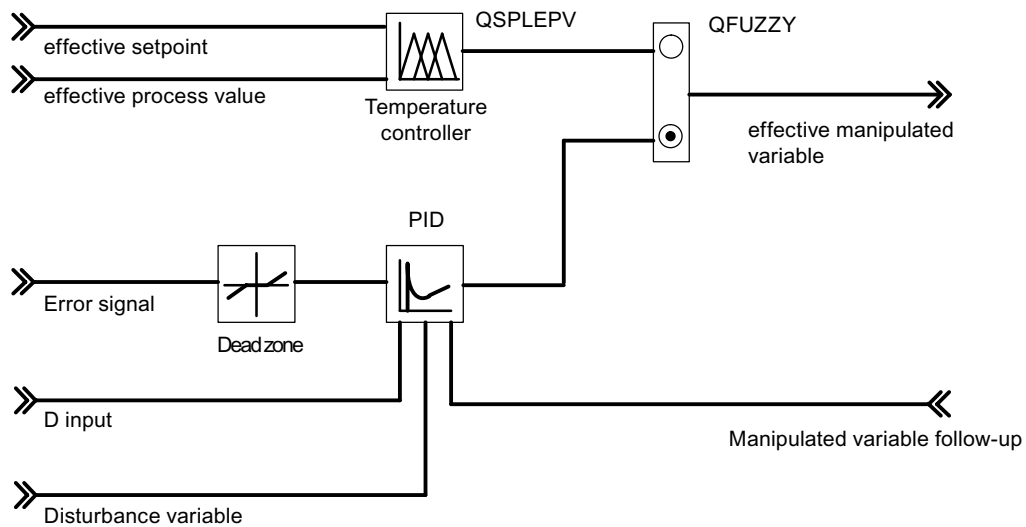 QSPLEPV
QFUZZY
effective setpoint
effective process value
Temperature
controller
effective manipulated
variable
PID
Error signal
Dead zone
D input
Manipulated variable follow-up
Disturbance variable